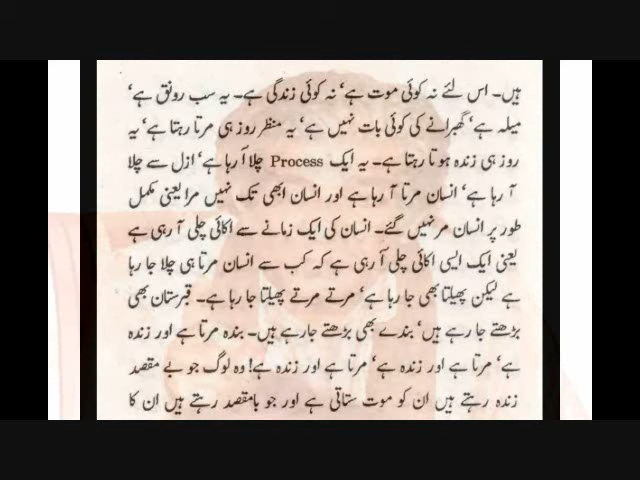 ہیں۔ اس لئے نہ کوئی موت ہے، نہ کوئی زندگی ہے۔ یہ سب رونق ہے،
میلہ ہے، گھبرانے کی کوئی بات نہیں ہے، یہ منظر روز ہی مرتا رہتا ہے، یہ
روز ہی زندہ ہوتا رہتا ہے۔ یہ ایک Process چلا آ رہا ہے، ازل سے چلا
آ رہا ہے، انسان مرتا آ رہا ہے اور انسان ابھی تک نہیں مرا یعنی مکمل
طور پر انسان مر نہیں گئے۔ انسان کی ایک زمانے سے اکائی چلی آ رہی ہے
یعنی ایک ایسی اکائی چلی آ رہی ہے کہ کب سے انسان مرتا ہی چلا جا رہا
ہے لیکن پھیلتا بھی جا رہا ہے، مرتے مرتے پھیلتا جا رہا ہے۔ قبرستان بھی
بڑھتے جا رہے ہیں، بندے بھی بڑھتے جارہے ہیں۔ بندہ مرتا ہے اور زندہ
ہے، مرتا ہے اور زندہ ہے، مرتا ہے اور زندہ ہے! وہ لوگ جو بے مقصد
زندہ رہتے ہیں ان کو موت ستاتی ہے اور جو بامقصد رہتے ہیں ان کا